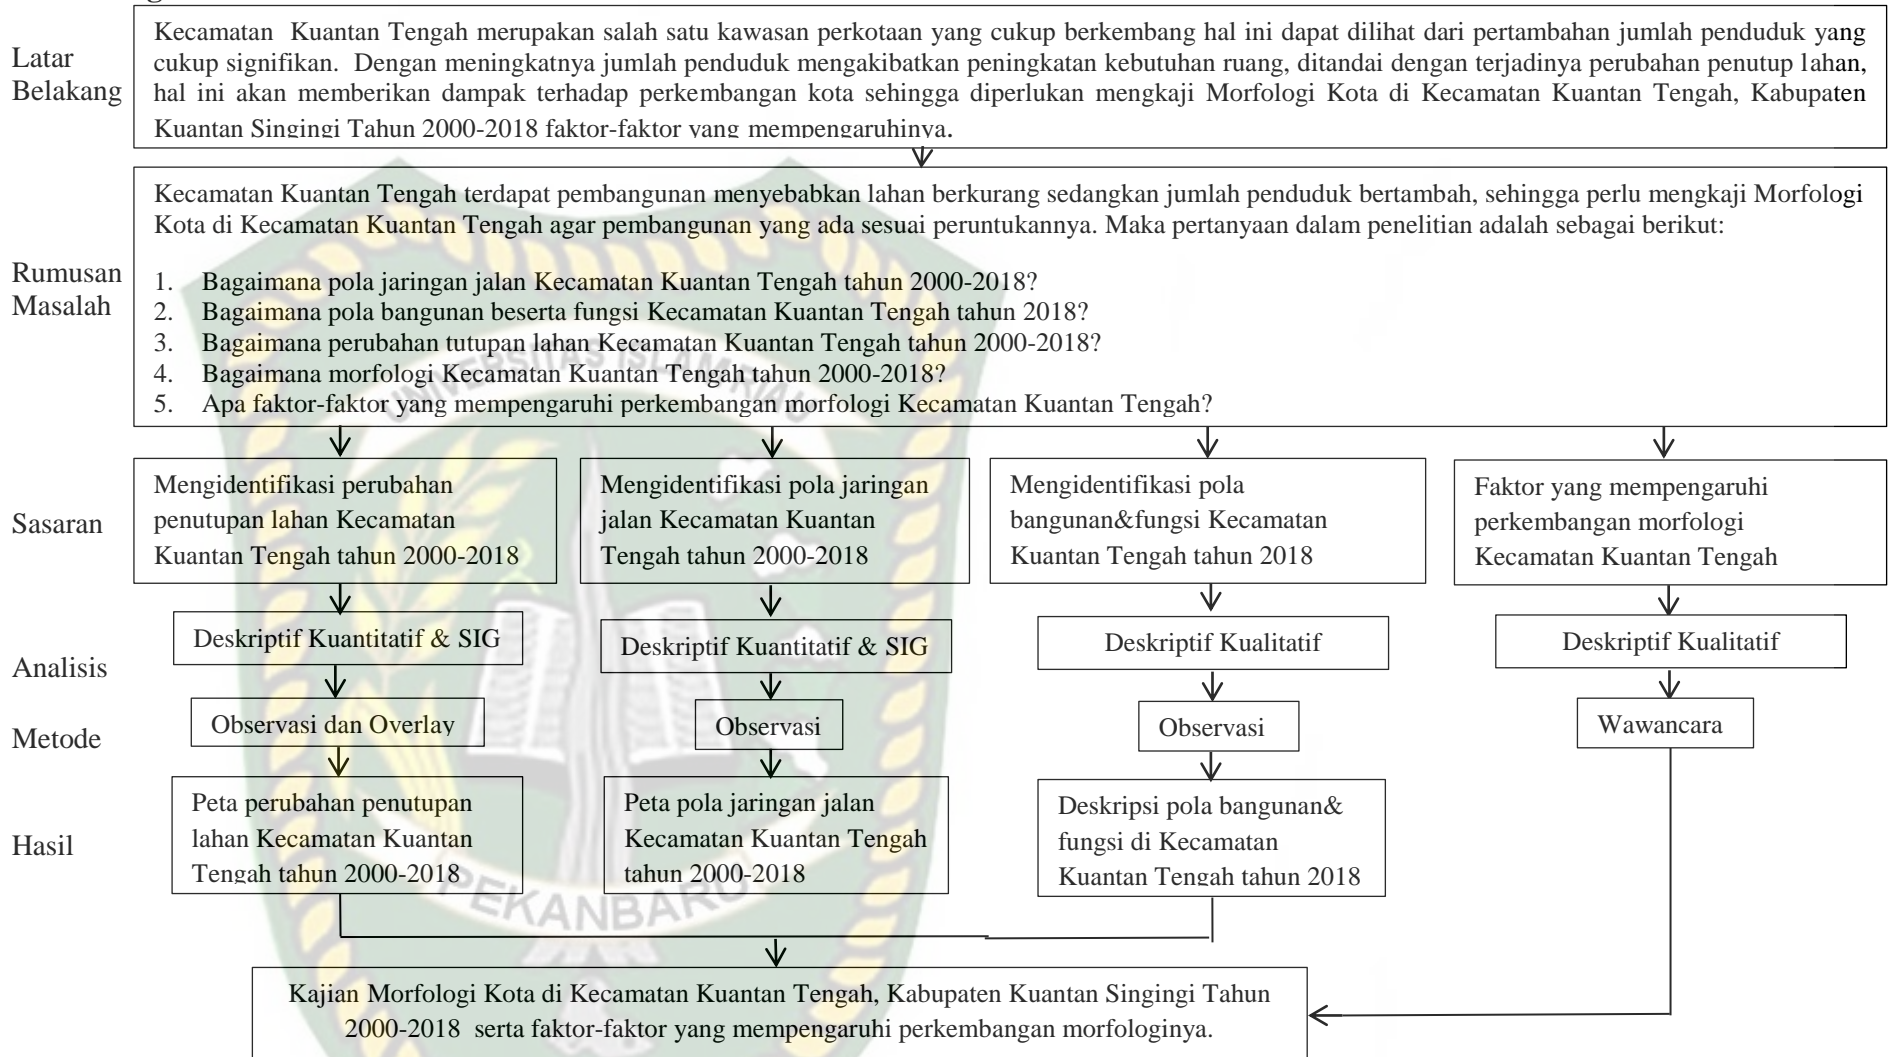 Latar
Belakang
Kecamatan Kuantan Tengah merupakan salah satu kawasan perkotaan yang cukup berkembang hal ini dapat dilihat dari pertambahan jumlah penduduk yang
cukup signifikan. Dengan meningkatnya jumlah penduduk mengakibatkan peningkatan kebutuhan ruang, ditandai dengan terjadinya perubahan penutup lahan,
hal ini akan memberikan dampak terhadap perkembangan kota sehingga diperlukan mengkaji Morfologi Kota di Kecamatan Kuantan Tengah, Kabupaten
Kuantan Singingi Tahun 2000-2018 faktor-faktor yang mempengaruhinya.
Rumusan
Masalah
Kecamatan Kuantan Tengah terdapat pembangunan menyebabkan lahan berkurang sedangkan jumlah penduduk bertambah, sehingga perlu mengkaji Morfologi
Kota di Kecamatan Kuantan Tengah agar pembangunan yang ada sesuai peruntukannya. Maka pertanyaan dalam penelitian adalah sebagai berikut:
1. Bagaimana pola jaringan jalan Kecamatan Kuantan Tengah tahun 2000-2018?
2. Bagaimana pola bangunan beserta fungsi Kecamatan Kuantan Tengah tahun 2018?
3. Bagaimana perubahan tutupan lahan Kecamatan Kuantan Tengah tahun 2000-2018?
4. Bagaimana morfologi Kecamatan Kuantan Tengah tahun 2000-2018?
5. Apa faktor-faktor yang mempengaruhi perkembangan morfologi Kecamatan Kuantan Tengah?
Sasaran
Mengidentifikasi perubahan
penutupan lahan Kecamatan
Kuantan Tengah tahun 2000-2018
Mengidentifikasi pola jaringan
jalan Kecamatan Kuantan
Tengah tahun 2000-2018
Mengidentifikasi pola
bangunan&fungsi Kecamatan
Kuantan Tengah tahun 2018
Faktor yang mempengaruhi
perkembangan morfologi
Kecamatan Kuantan Tengah
Analisis
Deskriptif Kuantitatif & SIG
Deskriptif Kuantitatif & SIG
Deskriptif Kualitatif
Deskriptif Kualitatif
Metode
Observasi dan Overlay
Observasi
Observasi
Wawancara
Hasil
Peta perubahan penutupan
lahan Kecamatan Kuantan
Tengah tahun 2000-2018
Peta pola jaringan jalan
Kecamatan Kuantan Tengah
tahun 2000-2018
Deskripsi pola bangunan&
fungsi di Kecamatan
Kuantan Tengah tahun 2018
Kajian Morfologi Kota di Kecamatan Kuantan Tengah, Kabupaten Kuantan Singingi Tahun
2000-2018 serta faktor-faktor yang mempengaruhi perkembangan morfologinya.
UNIVERSITAS ISLAM RIAU
PEKANBARU